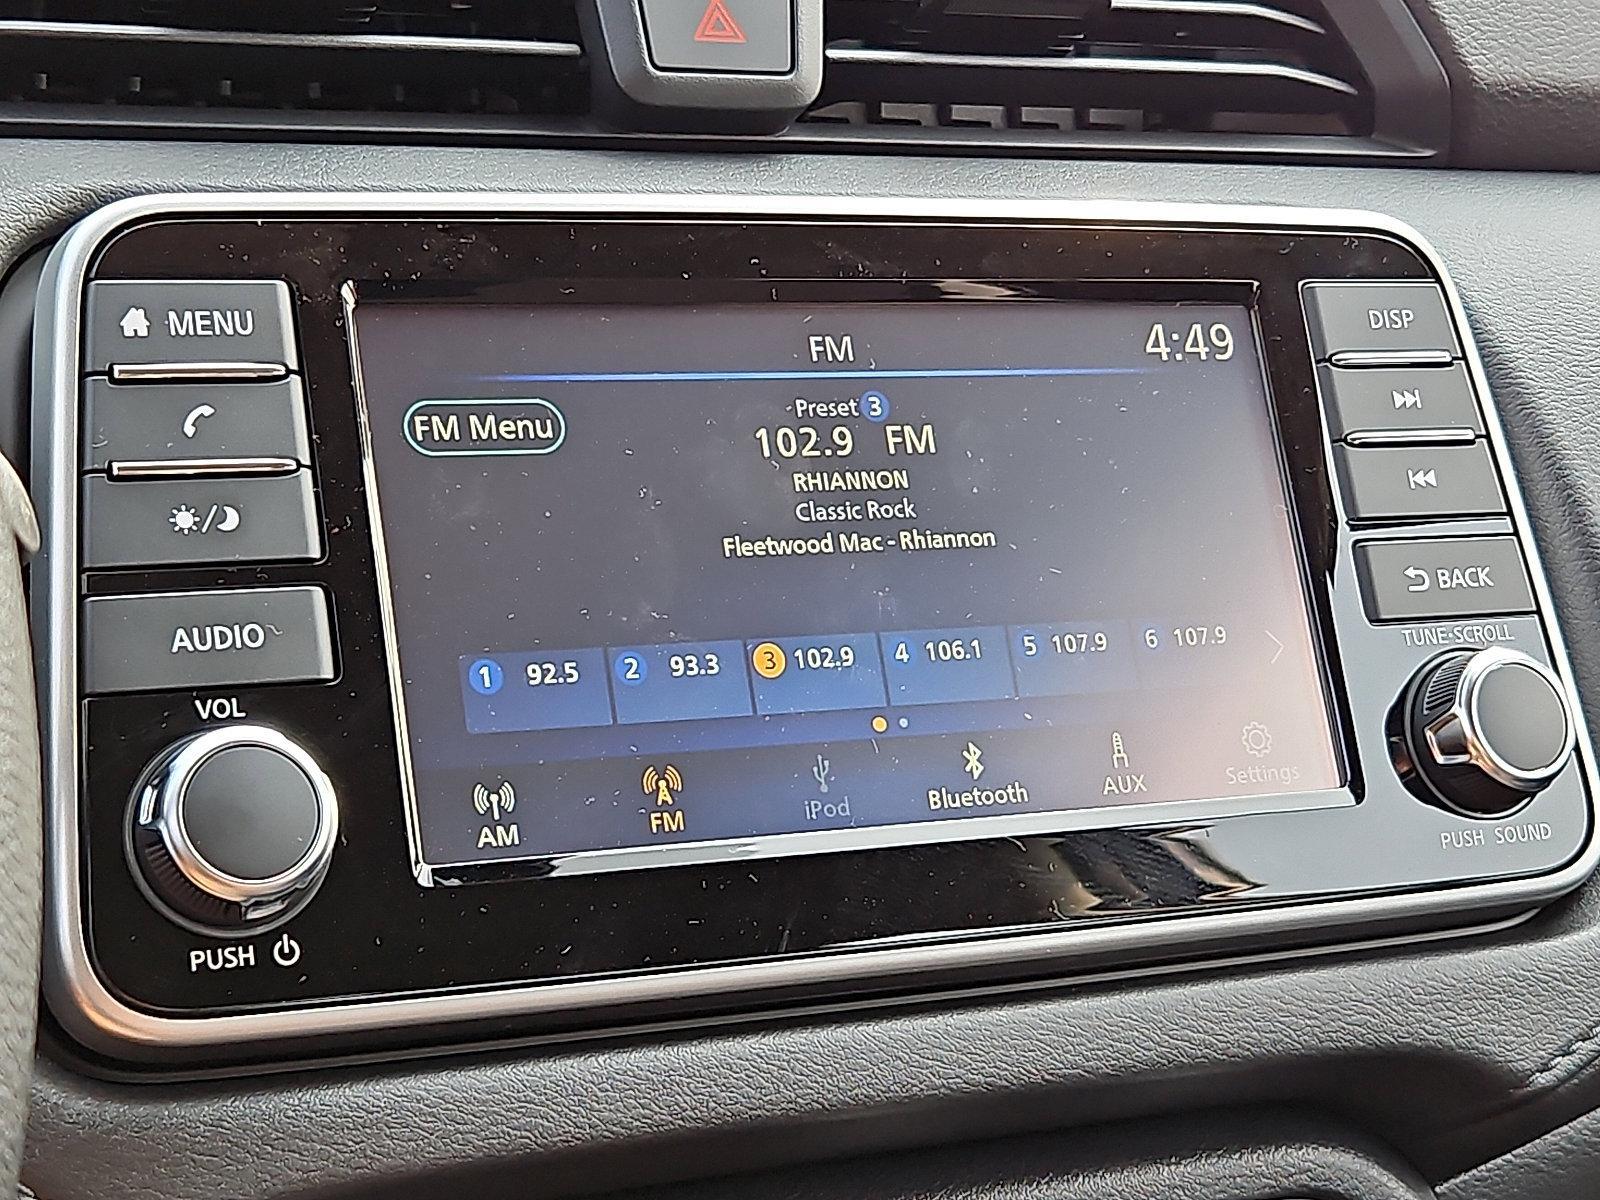 MENU
AUDIO
VOL
PUSH
FM
4:49
FM Menu
Preset 3
102.9 FM
RHIANNON
Classic Rock
Fleetwood Mac - Rhiannon
1 92.5 2 93.3 3 102.9 4 106.1 5 107.9 6 107.9
AM FM iPod Bluetooth AUX Settings
DISP
BACK
TUNE·SCROLL
PUSH SOUND